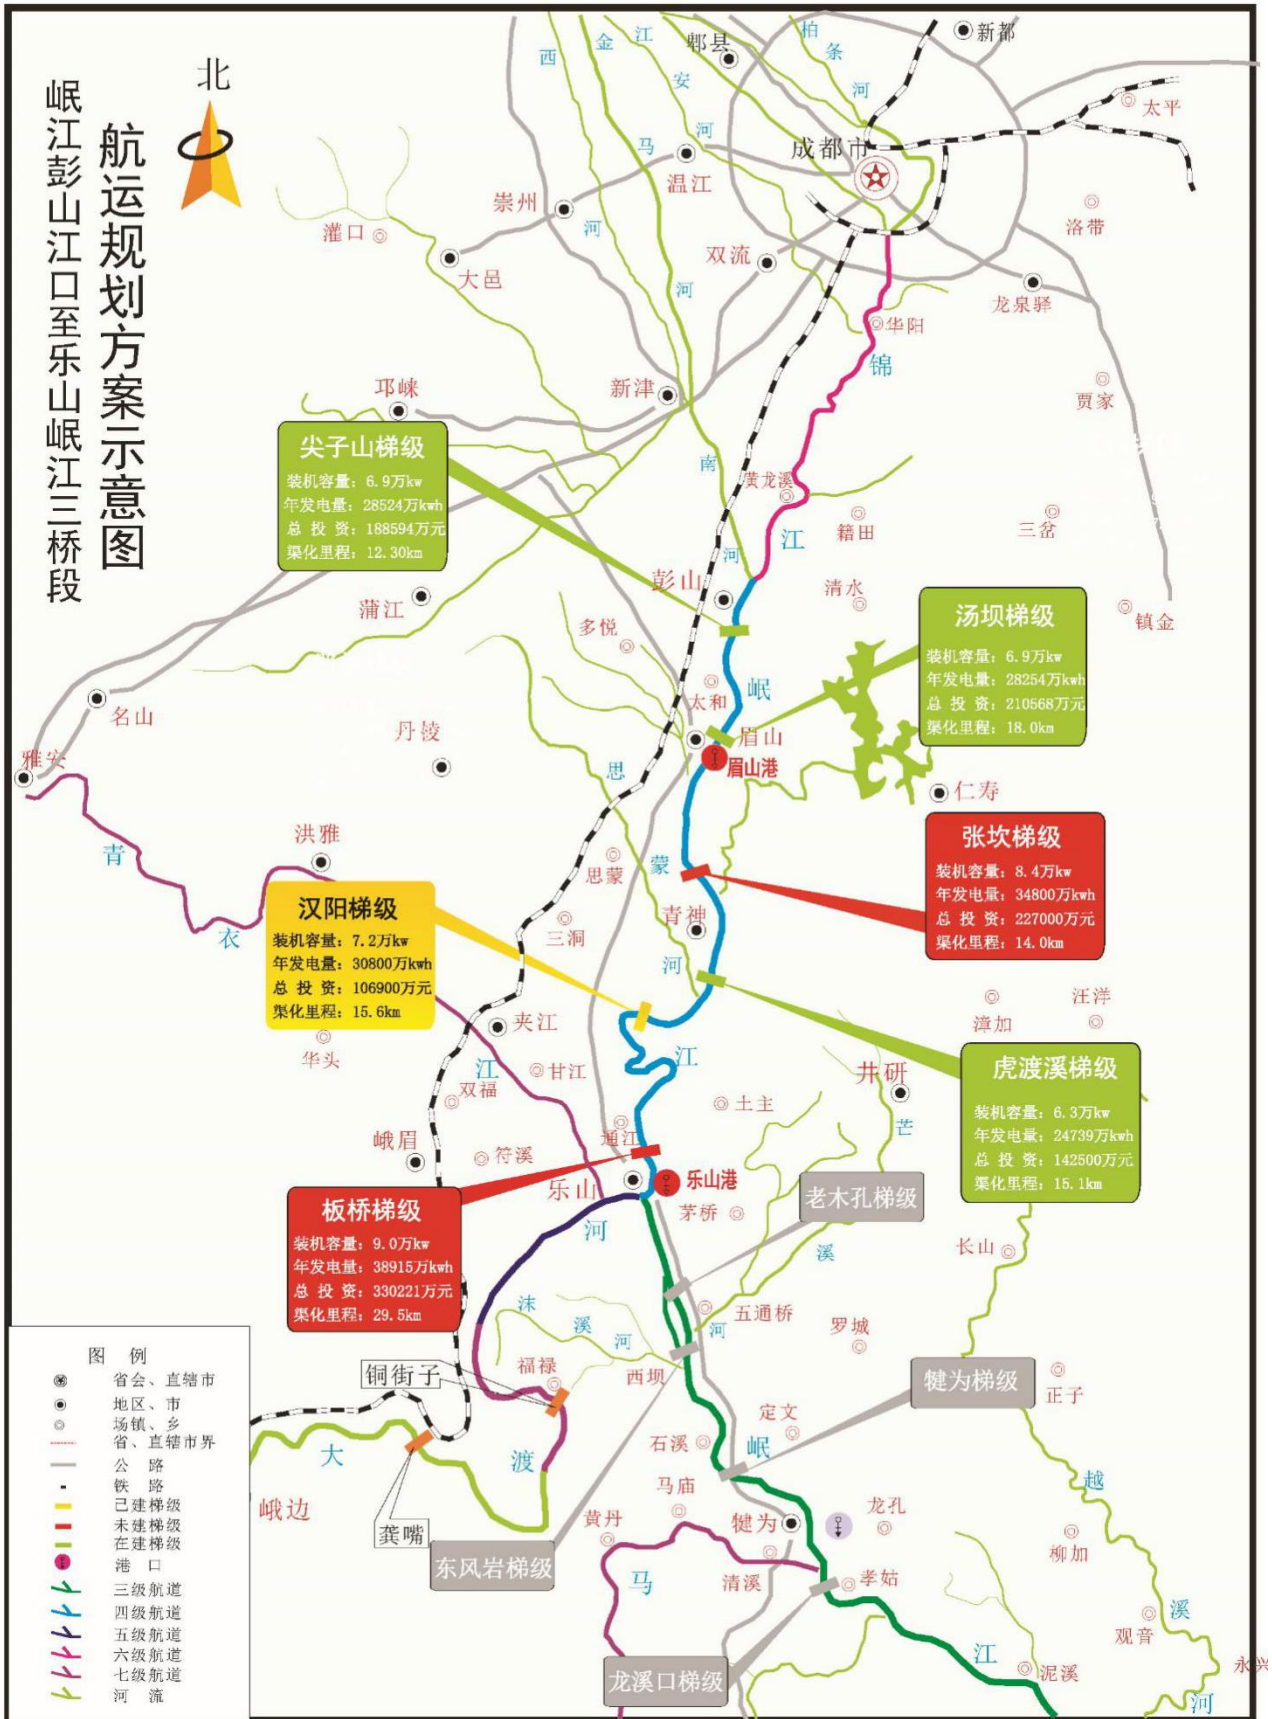 航运规划方案示意图
岷江彭山江口至乐山岷江三桥段
北
西
金
江
安
河
郫县
柏
条
河
新都
太平
成都市
马
河
温江
崇州
河
灌口
大邑
双流
河
洛带
龙泉驿
华阳
锦
贾家
邛崃
新津
尖子山梯级
装机容量：6.9万kw
年发电量：28524万kwh
总 投 资：188594万元
渠化里程：12.30km
南
黄龙溪
河
江
籍田
三岔
彭山
清水
镇金
蒲江
多悦
汤坝梯级
装机容量：6.9万kw
年发电量：28254万kwh
总 投 资：210568万元
渠化里程：18.0km
岷
太和
名山
丹棱
眉山
眉山港
雅安
思
仁寿
洪雅
青
衣
思蒙
蒙
张坎梯级
装机容量：8.4万kw
年发电量：34800万kwh
总 投 资：227000万元
渠化里程：14.0km
汉阳梯级
装机容量：7.2万kw
年发电量：30800万kwh
总 投 资：106900万元
渠化里程：15.6km
三洞
青神
河
汪洋
漳加
夹江
华头
江
甘江
双福
江
井研
芒
土主
虎渡溪梯级
装机容量：6.3万kw
年发电量：24739万kwh
总 投 资：142500万元
渠化里程：15.1km
通江
峨眉
符溪
乐山
乐山港
老木孔梯级
茅桥
板桥梯级
装机容量：9.0万kw
年发电量：38915万kwh
总 投 资：330221万元
渠化里程：29.5km
河
溪
长山
沫
溪
河
河
五通桥
罗城
铜街子
福禄
西坝
犍为梯级
正子
定文
大
渡
石溪
岷
越
峨边
马庙
龚嘴
黄丹
犍为
龙孔
柳加
东风岩梯级
清溪
孝姑
马
溪
观音
龙溪口梯级
江
泥溪
永兴
河
图 例
省会、直辖市
地区、市
场镇、乡
省、直辖市界
公 路
铁 路
已建梯级
未建梯级
在建梯级
港 口
三级航道
四级航道
五级航道
六级航道
七级航道
河 流